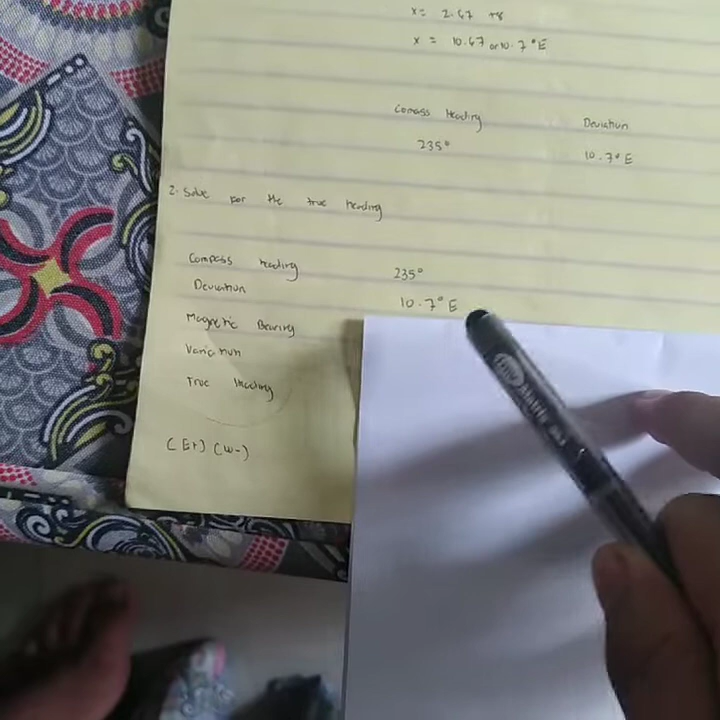 x = 2.67 +8
x = 10.67 or 10.7°E
Comass Heading Deviation
235° 10.7°E
2. Solve for the true heading
Compass Heading 235°
Deviation 10.7°E
Magnetic Bearing
Variation
True Heading
(E+) (W-)